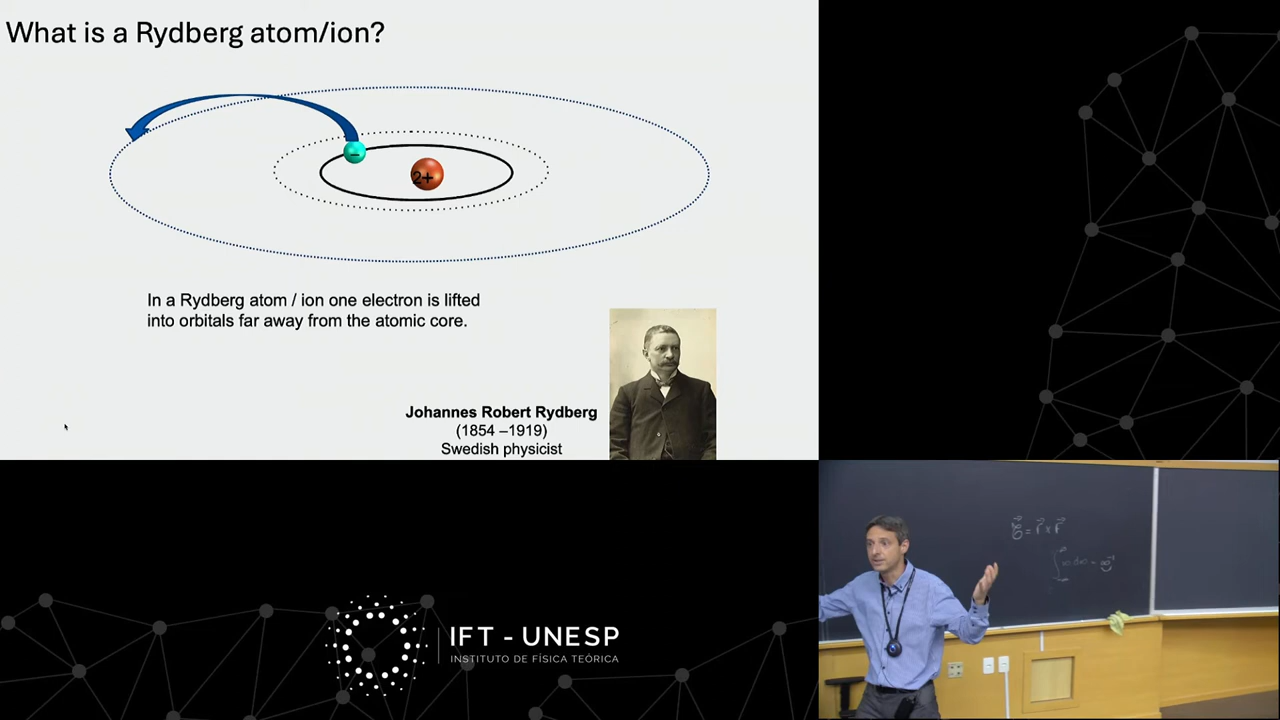 What is a Rydberg atom/ion?
−
2+
In a Rydberg atom / ion one electron is lifted
into orbitals far away from the atomic core.
Johannes Robert Rydberg
(1854 –1919)
Swedish physicist
IFT - UNESP
INSTITUTO DE FÍSICA TEÓRICA